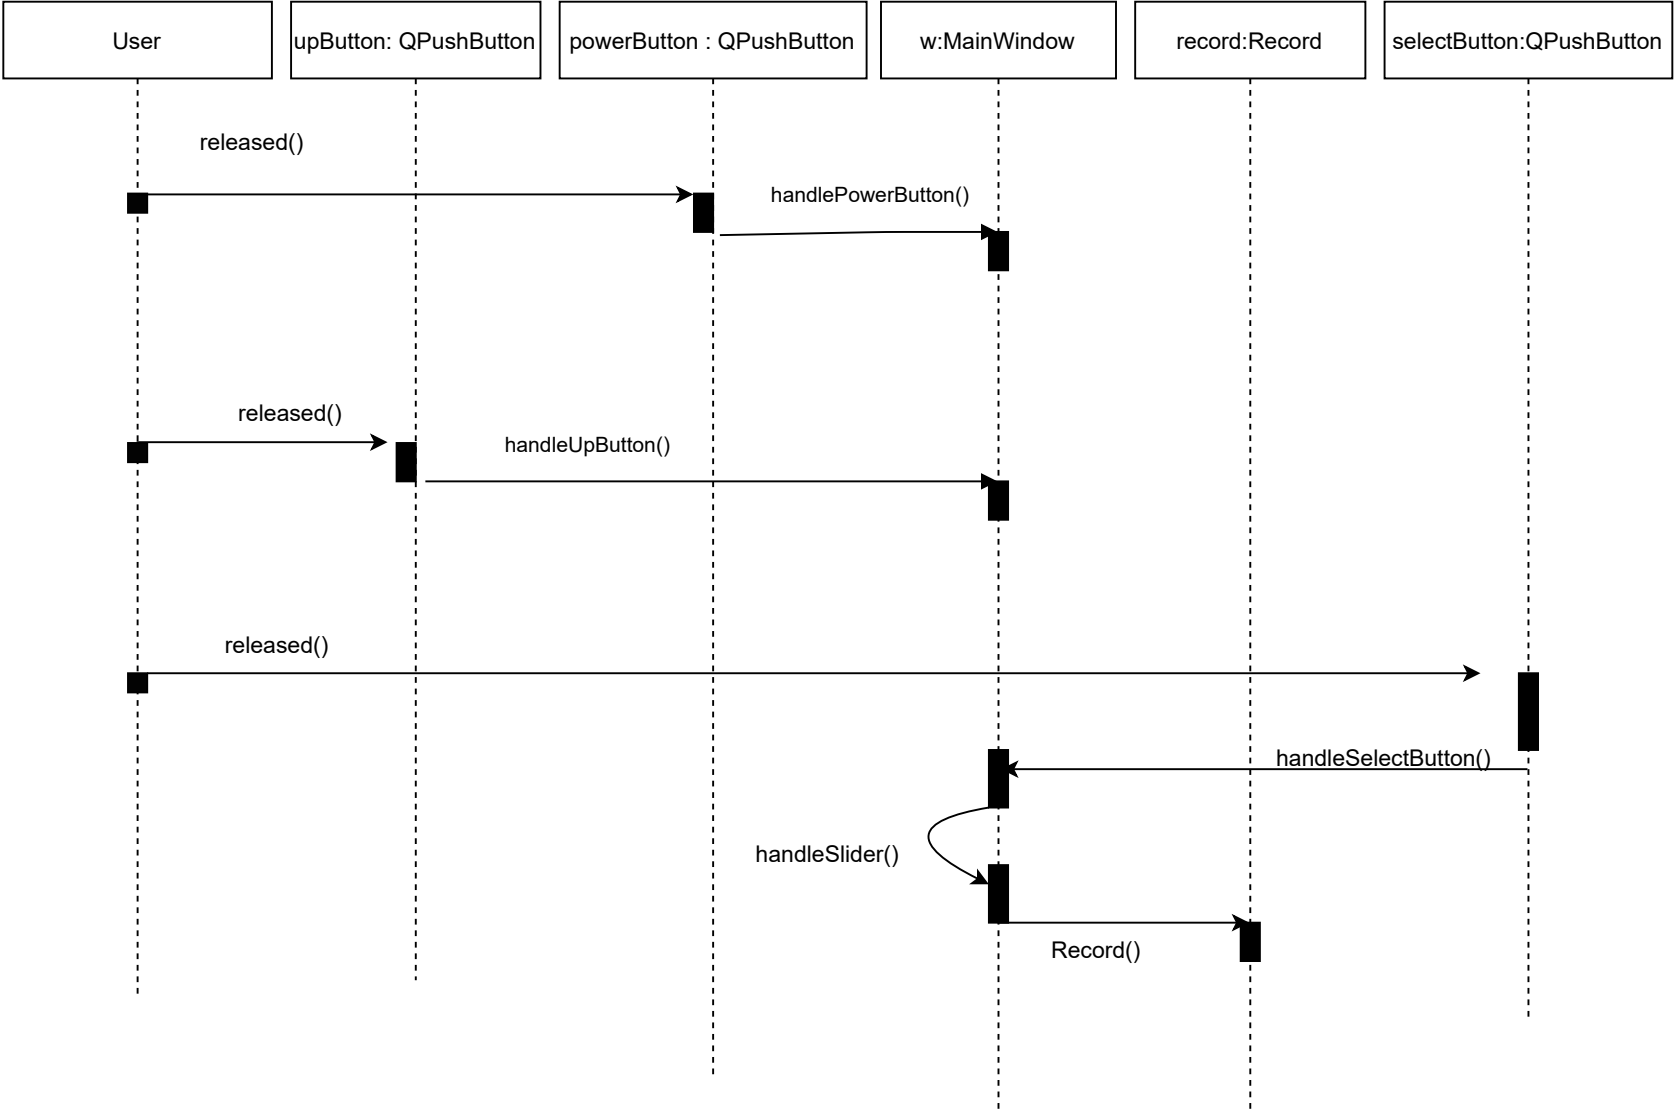 User
upButton: QPushButton
powerButton : QPushButton
w:MainWindow
record:Record
selectButton:QPushButton
released()
handlePowerButton()
released()
handleUpButton()
released()
handleSelectButton()
handleSlider()
Record()